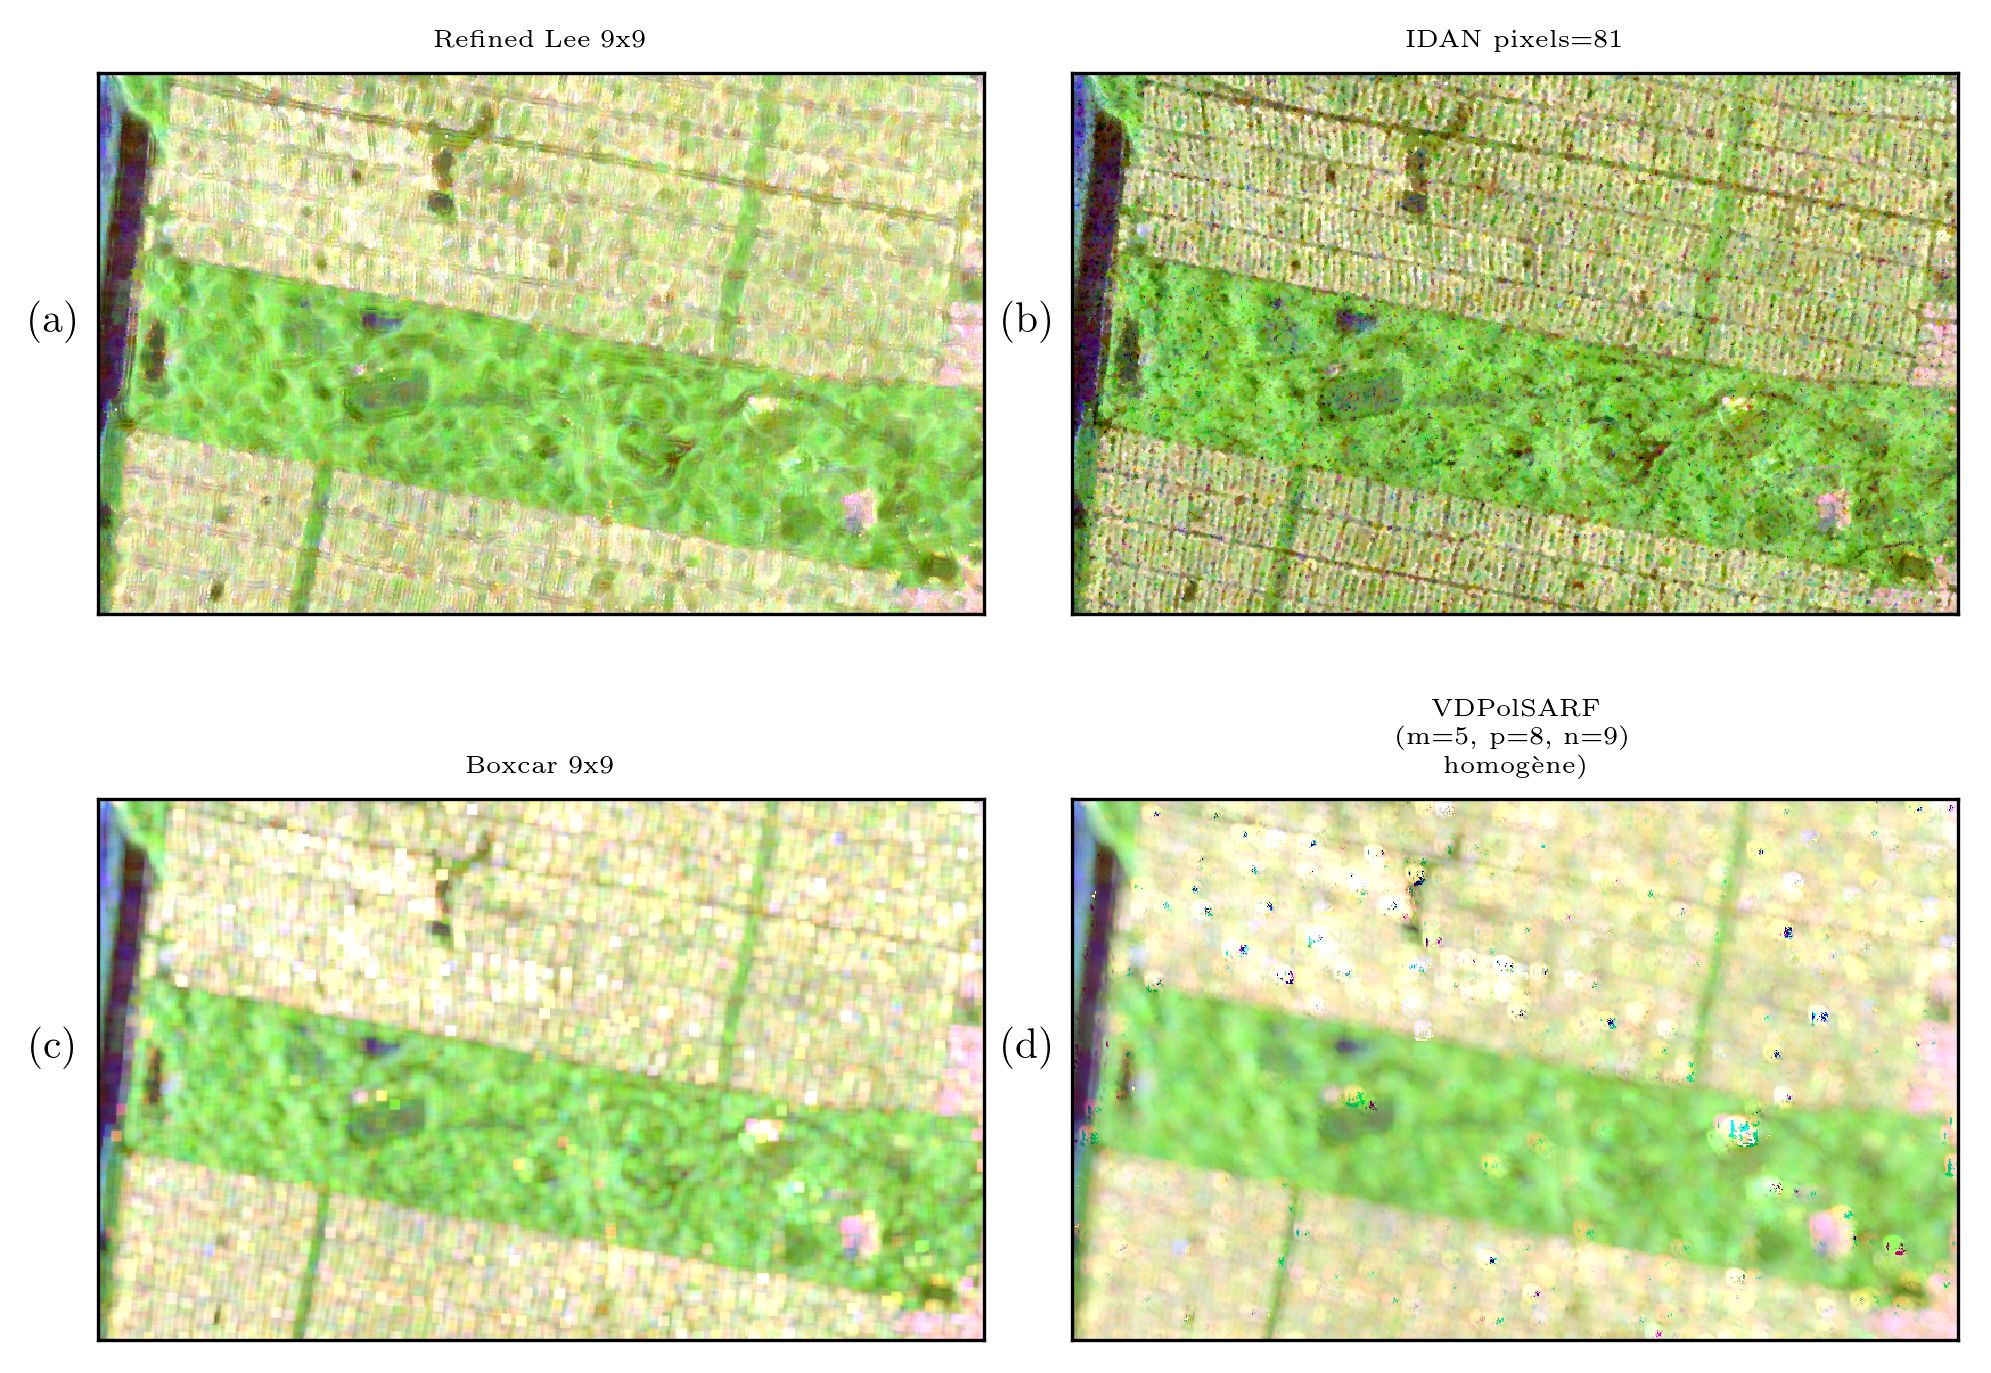 Refined Lee 9x9
IDAN pixels=81
(a)
(b)
Boxcar 9x9
VDPolSARF
(m=5, p=8, n=9)
homogène)
(c)
(d)